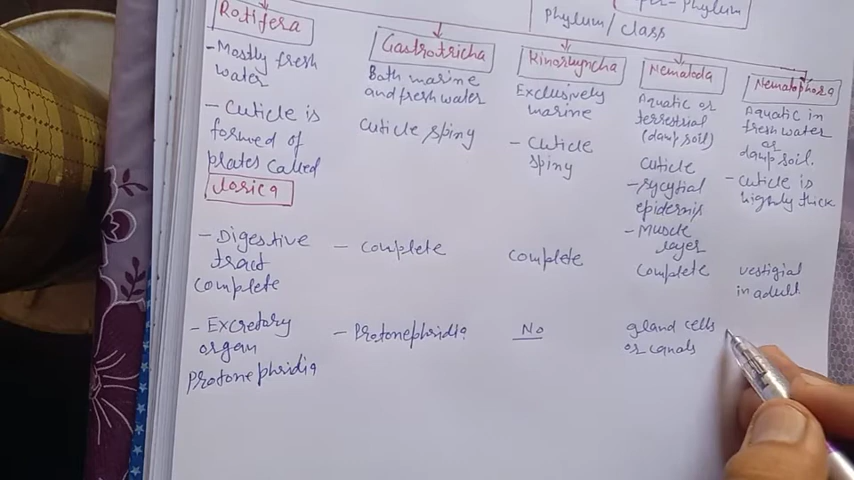 per-Phylum
Phylum/class
Rotifera
-Mostly fresh
water
- Cuticle is
formed of
plates called
lorica
- Digestive
tract
complete
- Excretory
organ
protonephridia
Gastrotricha
Both marine
and fresh water
Cuticle spiny
- complete
- Protonephridia
Kinorhyncha
Exclusively
marine
- Cuticle
spiny
complete
No
Nematoda
Aquatic or
terrestrial
(damp soil)
Cuticle
epidermis
- Muscle
layer
complete
gland cells
or canals
Aquatic in
fresh water
or
damp soil.
- Cuticle is
highly thick
vestigial
in adult